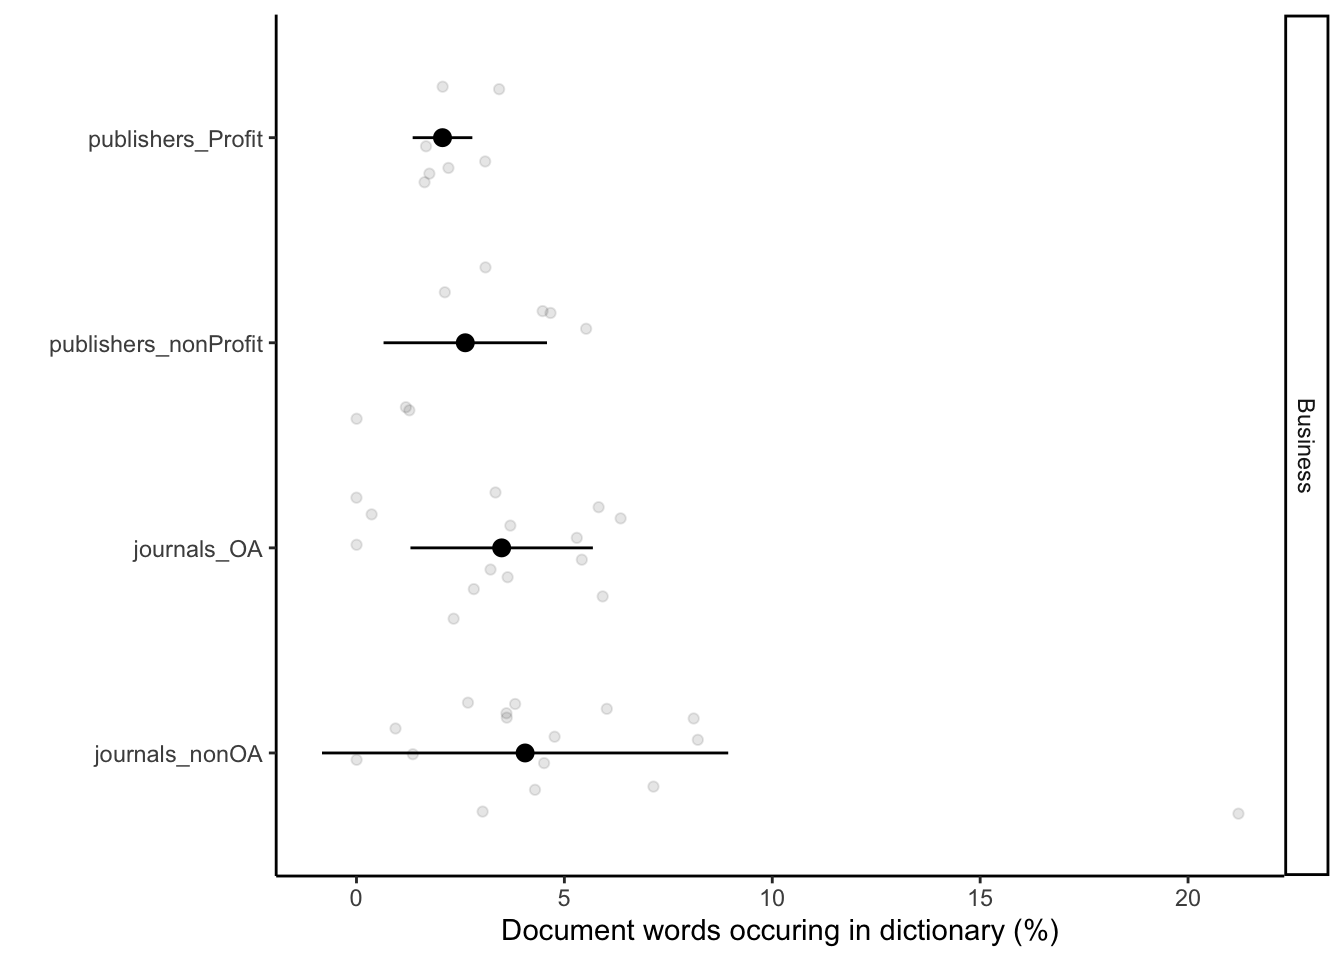 publishers_Profit
publishers_nonProfit
journals_OA
journals_nonOA
Business
0 5 10 15 20
Document words occuring in dictionary (%)